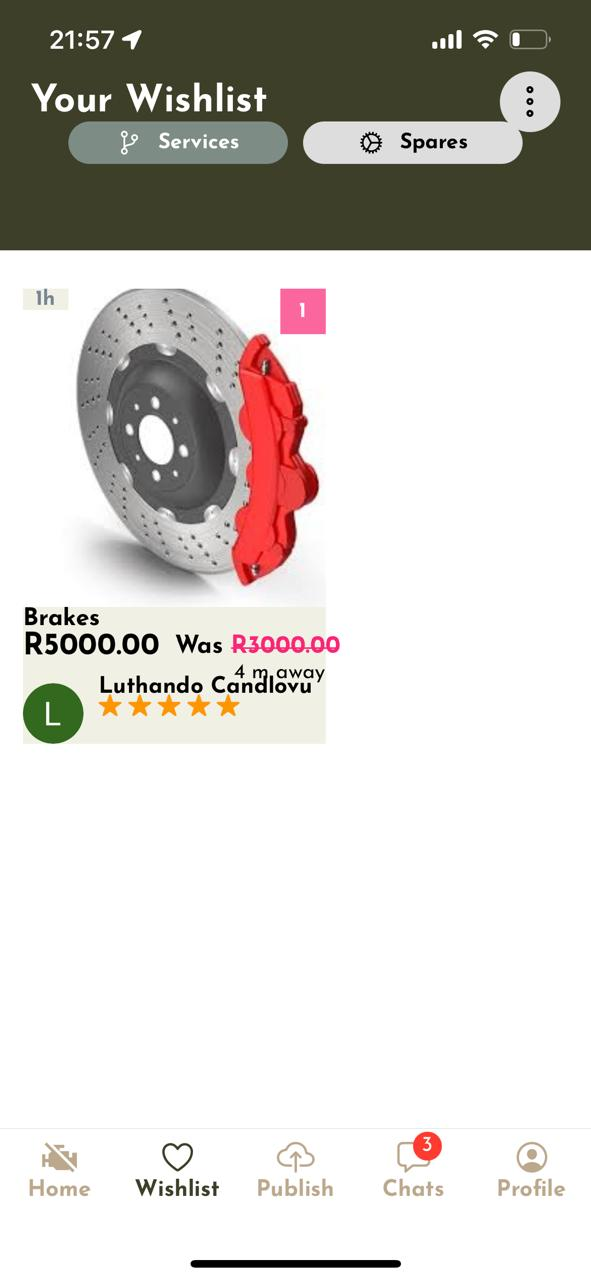 21:57
Your Wishlist
Services Spares
1h 1
Brakes
R5000.00 Was R3000.00
4 m away
Luthando Candlovu
L
3
Home Wishlist Publish Chats Profile